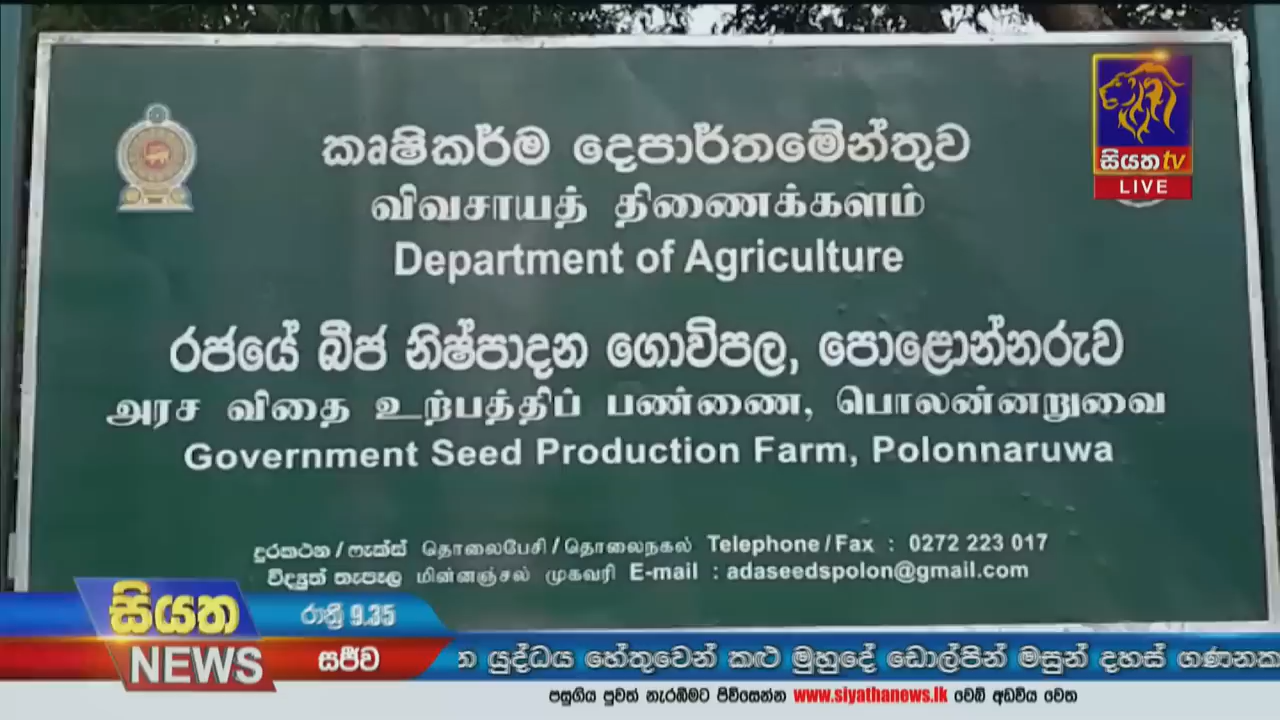 කෘෂිකර්ම දෙපාර්තමේන්තුව
விவசாயத் திணைக்களம்
Department of Agriculture
සියත tv
LIVE
රජයේ බීජ නිෂ්පාදන ගොවිපල, පොළොන්නරුව
அரச விதை உற்பத்திப் பண்ணை, பொலன்னறுவை
Government Seed Production Farm, Polonnaruwa
දුරකථන / ෆැක්ස් தொலைபேசி / தொலைநகல் Telephone / Fax : 0272 223 017
විද්‍යුත් තැපෑල மின்னஞ்சல் முகவரி E-mail : adaseedspolon@gmail.com
සියත
NEWS
රාත්‍රී 9.35
සජීව
න යුද්ධය හේතුවෙන් කළු මුහුදේ ඩොල්පින් මසුන් දහස් ගණනක
පසුගිය පුවත් නැරඹීමට පිවිසෙන්න www.siyathanews.lk වෙබ් අඩවිය වෙත